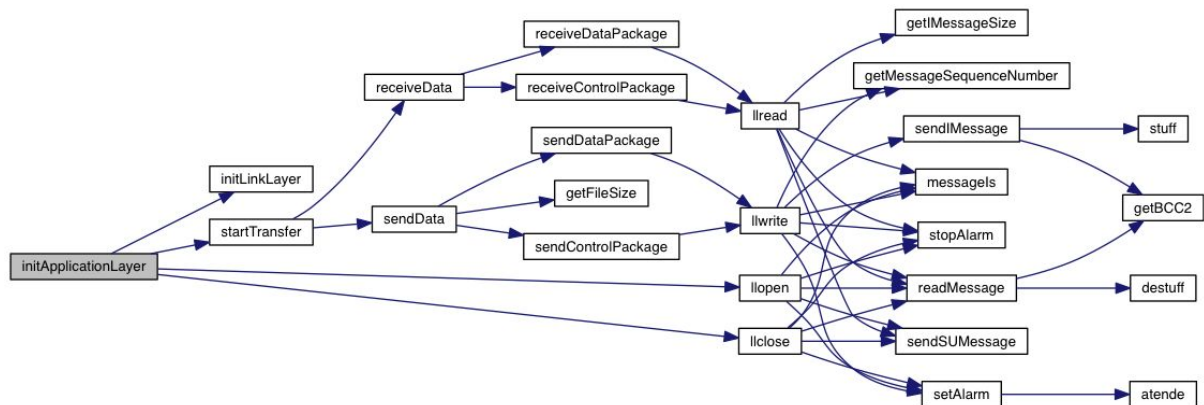 initApplicationLayer
initLinkLayer
startTransfer
receiveData
sendData
receiveDataPackage
receiveControlPackage
sendDataPackage
getFileSize
sendControlPackage
llread
llwrite
llopen
llclose
getIMessageSize
getMessageSequenceNumber
sendIMessage
messageIs
stopAlarm
readMessage
sendSUMessage
setAlarm
stuff
getBCC2
destuff
atende